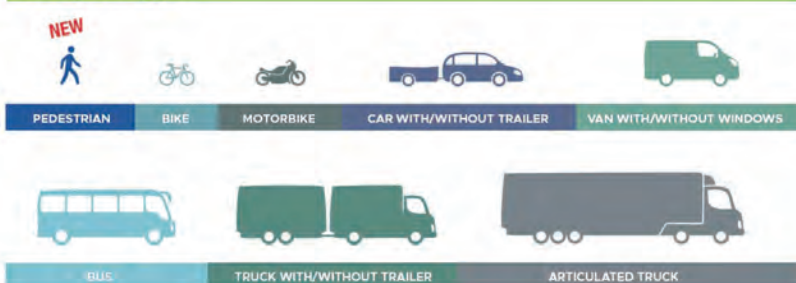 NEW
PEDESTRIAN BIKE MOTORBIKE CAR WITH/WITHOUT TRAILER VAN WITH/WITHOUT WINDOWS
BUS TRUCK WITH/WITHOUT TRAILER ARTICULATED TRUCK